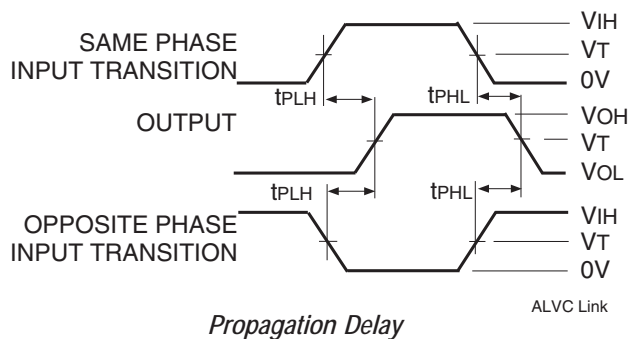 SAME PHASE
INPUT TRANSITION
VIH
VT
0V
tPLH
tPHL
OUTPUT
VOH
VT
VOL
tPLH
tPHL
OPPOSITE PHASE
INPUT TRANSITION
VIH
VT
0V
ALVC Link
Propagation Delay